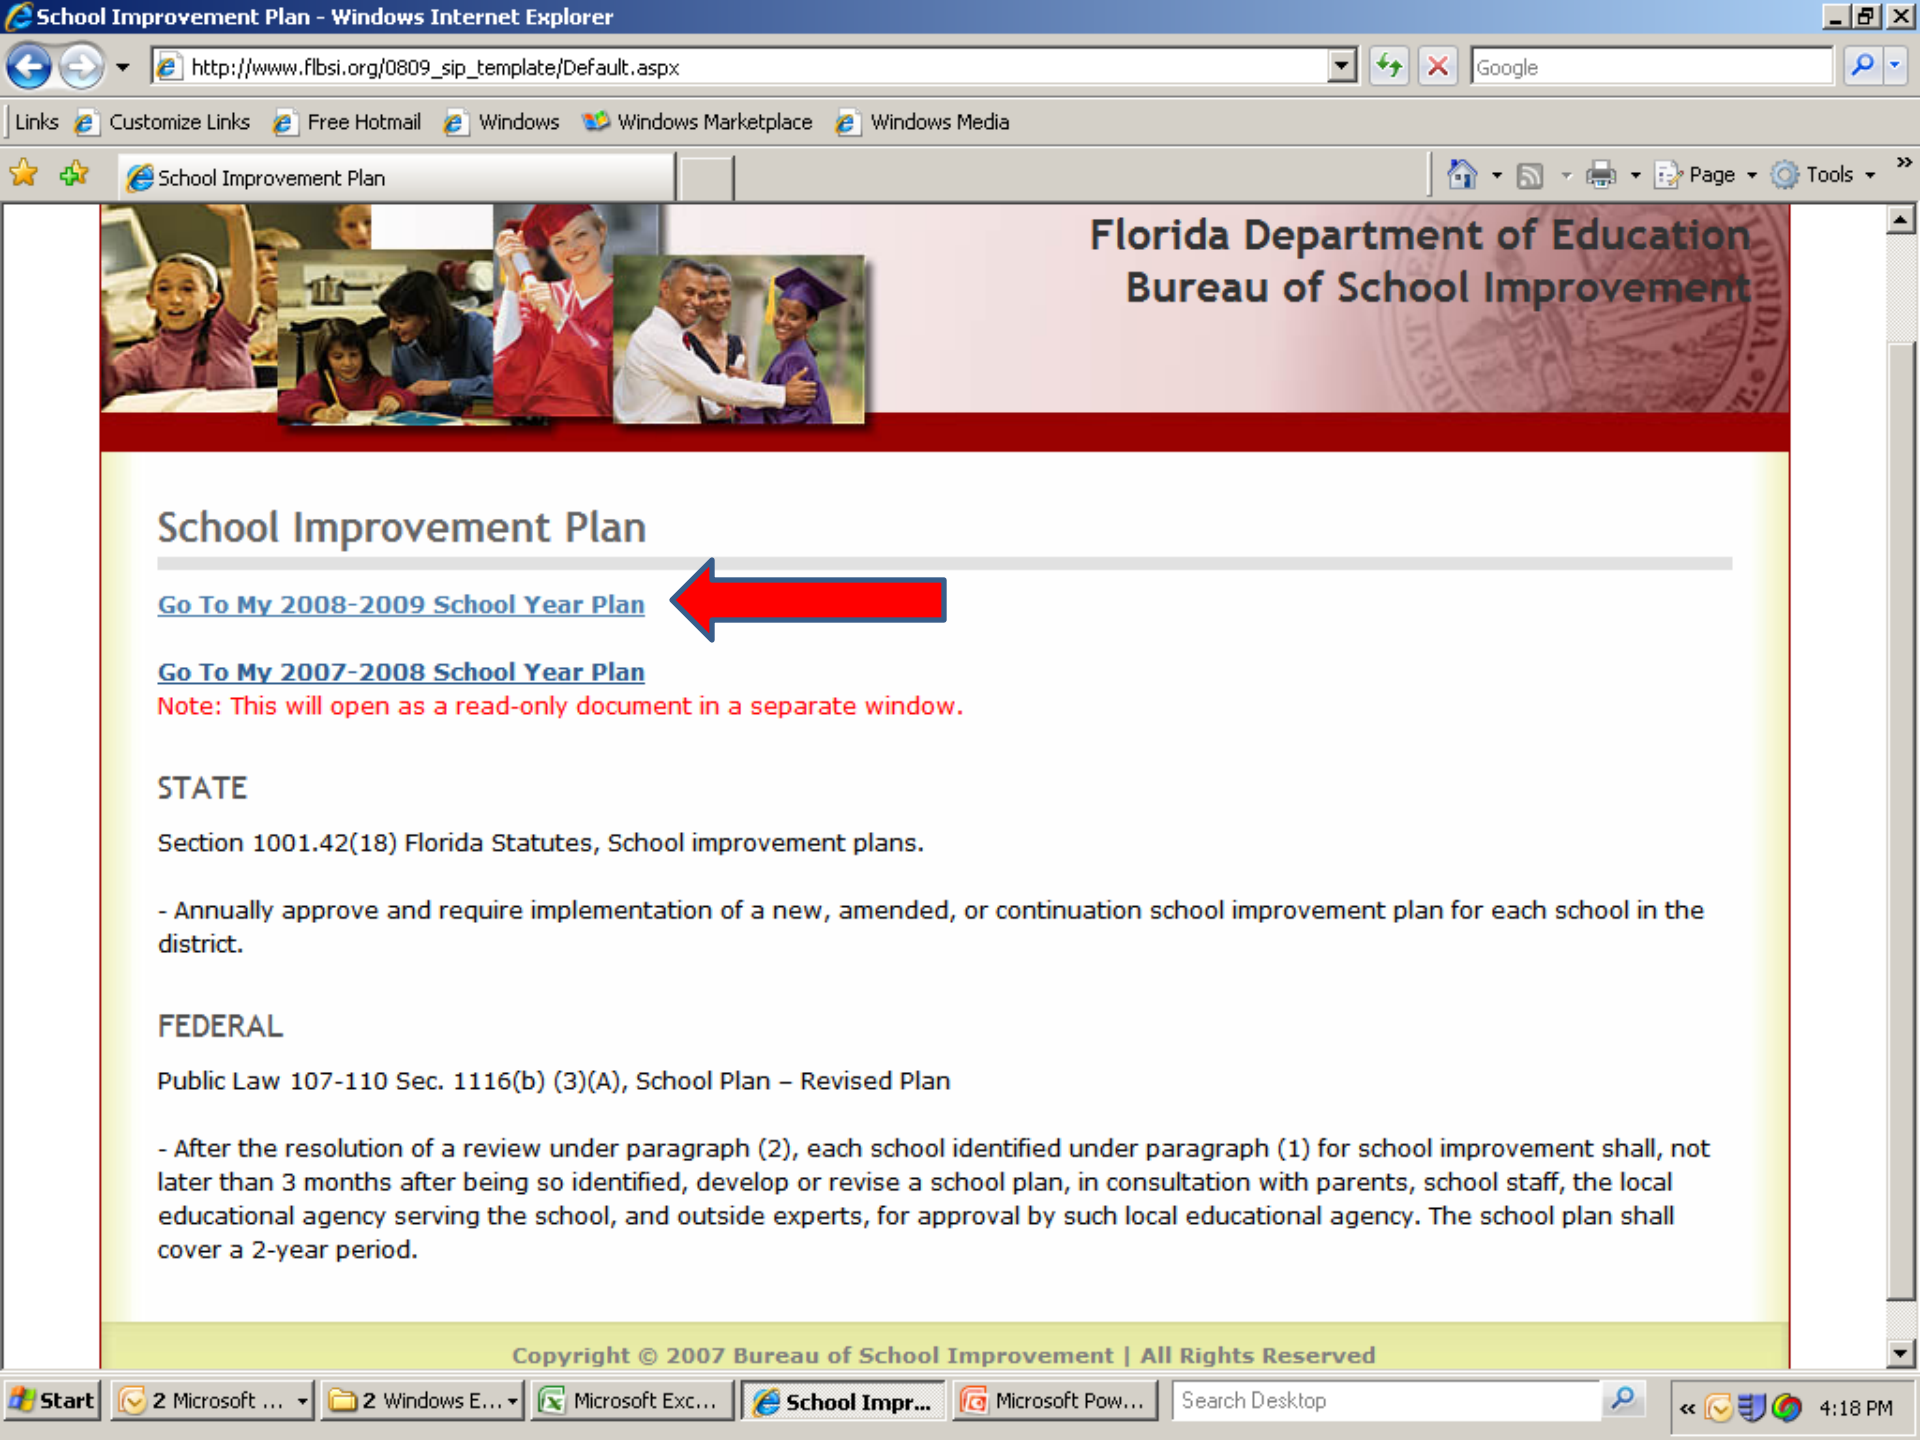 School Improvement Plan - Windows Internet Explorer
http://www.flbsi.org/0809_sip_template/Default.aspx
Google
Links Customize Links Free Hotmail Windows Windows Marketplace Windows Media
School Improvement Plan
Page Tools »
Florida Department of Education
Bureau of School Improvement
School Improvement Plan
Go To My 2008-2009 School Year Plan
Go To My 2007-2008 School Year Plan
Note: This will open as a read-only document in a separate window.
STATE
Section 1001.42(18) Florida Statutes, School improvement plans.
- Annually approve and require implementation of a new, amended, or continuation school improvement plan for each school in the
district.
FEDERAL
Public Law 107-110 Sec. 1116(b) (3)(A), School Plan – Revised Plan
- After the resolution of a review under paragraph (2), each school identified under paragraph (1) for school improvement shall, not
later than 3 months after being so identified, develop or revise a school plan, in consultation with parents, school staff, the local
educational agency serving the school, and outside experts, for approval by such local educational agency. The school plan shall
cover a 2-year period.
Copyright © 2007 Bureau of School Improvement | All Rights Reserved
Start 2 Microsoft ... 2 Windows E... Microsoft Exc... School Impr... Microsoft Pow... Search Desktop « 4:18 PM